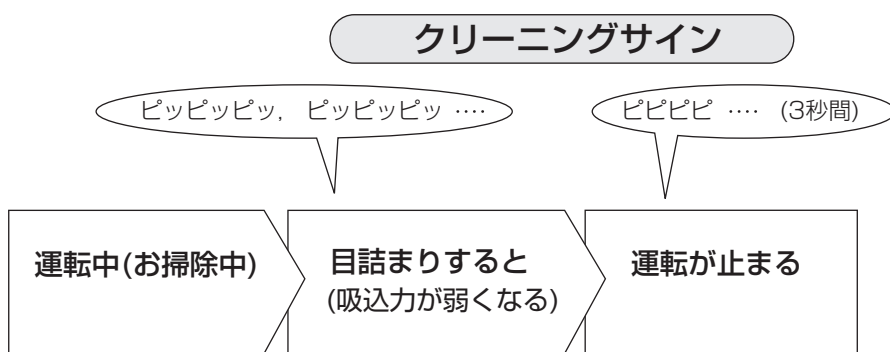 クリーニングサイン
ピッピッピッ, ピッピッピッ ‥‥
ピピピピ ‥‥ (3秒間)
運転中(お掃除中)
目詰まりすると
(吸込力が弱くなる)
運転が止まる